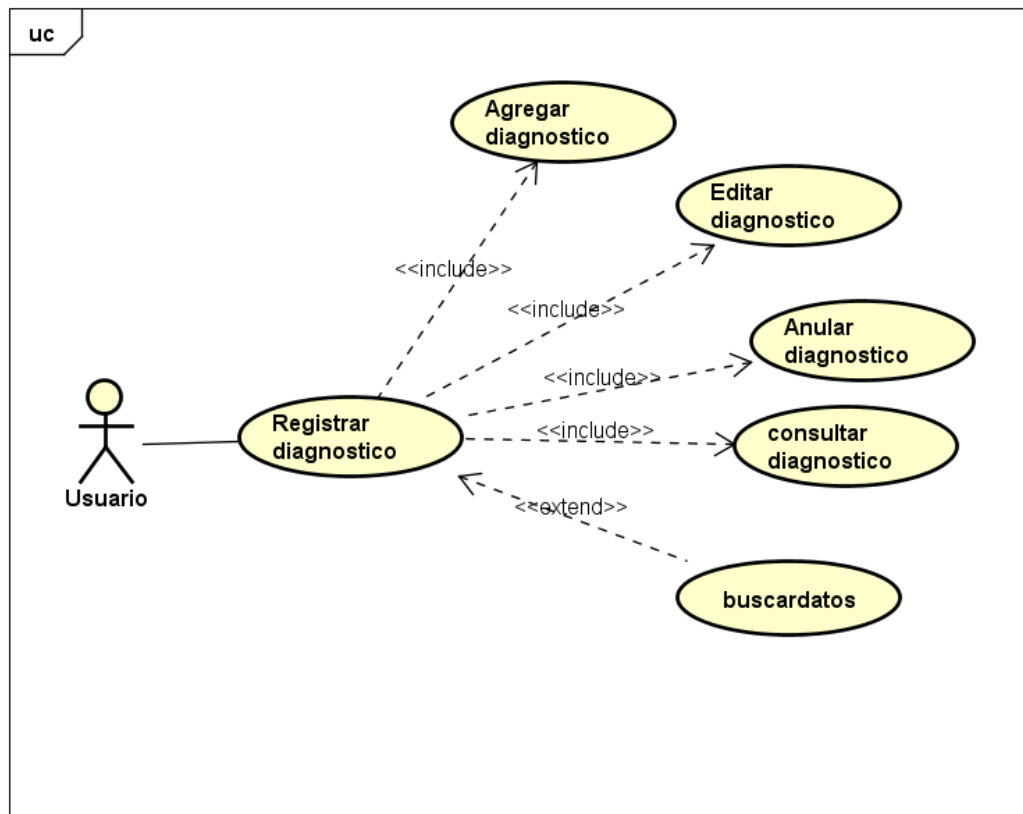 uc
Agregar
diagnostico
Editar
diagnostico
<<include>>
<<include>>
Anular
diagnostico
<<include>>
Registrar
diagnostico
<<include>>
consultar
diagnostico
Usuario
<<extend>>
buscardatos